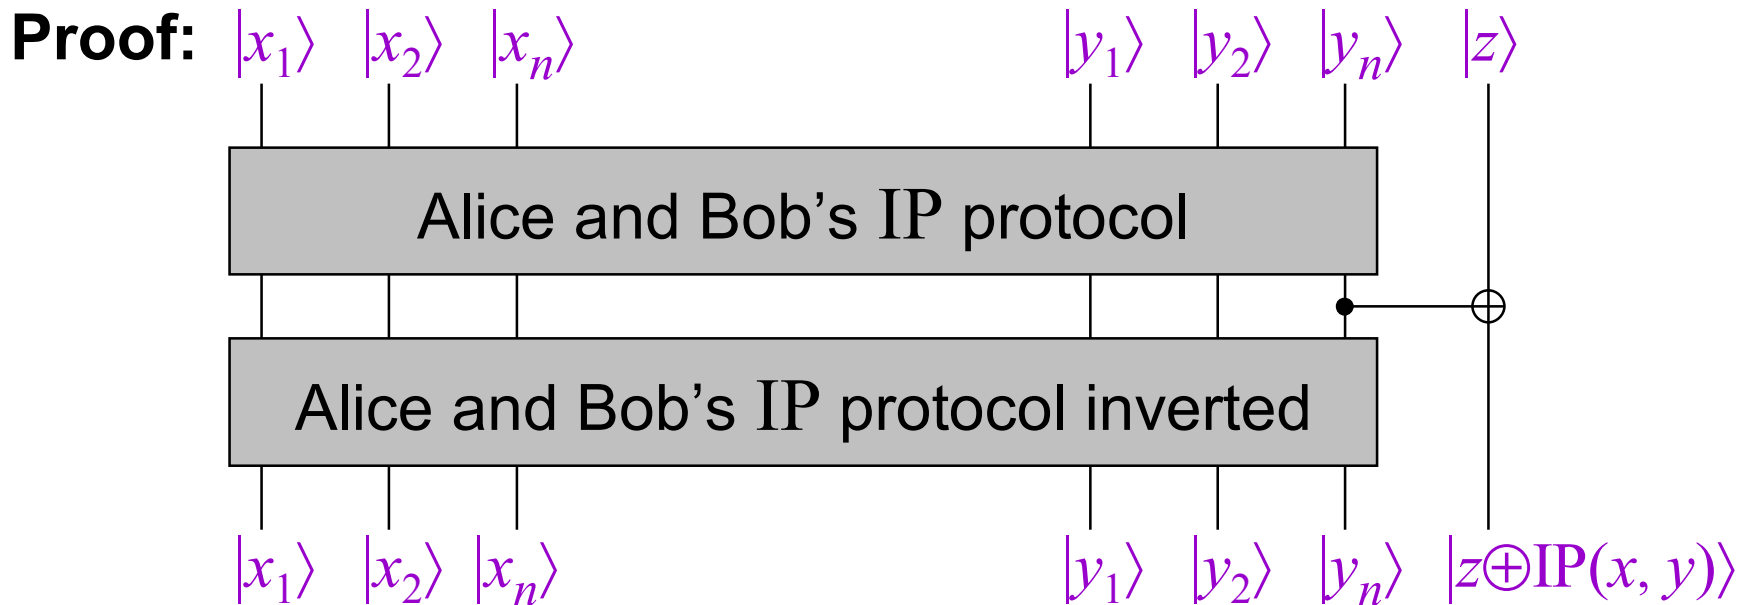 Proof: |x₁⟩ |x₂⟩ |xₙ⟩ |y₁⟩ |y₂⟩ |yₙ⟩ |z⟩
Alice and Bob’s IP protocol
Alice and Bob’s IP protocol inverted
|x₁⟩ |x₂⟩ |xₙ⟩ |y₁⟩ |y₂⟩ |yₙ⟩ |z⊕IP(x, y)⟩